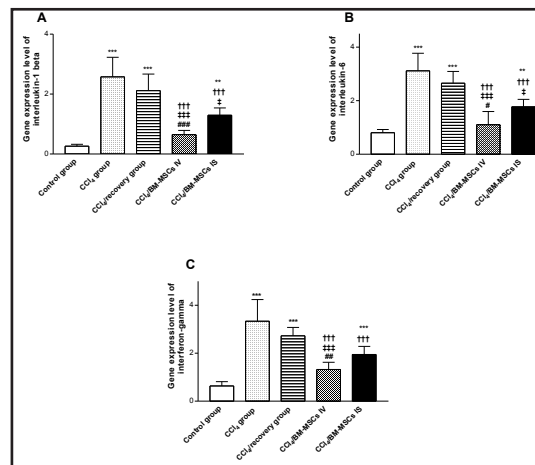 A
Gene expression level of
interleukin-1 beta
4
2
0
***
***
†††
‡‡‡
###
**
†††
‡
Control group
CCl₄ group
CCl₄/recovery group
CCl₄/BM-MSCs IV
CCl₄/BM-MSCs IS
B
Gene expression level of
interleukin-6
4
2
0
***
***
†††
‡‡‡
#
**
†††
‡
Control group
CCl₄ group
CCl₄/recovery group
CCl₄/BM-MSCs IV
CCl₄/BM-MSCs IS
C
Gene expression level of
interferon-gamma
4
2
0
***
***
†††
‡‡‡
##
***
†††
Control group
CCl₄ group
CCl₄/recovery group
CCl₄/BM-MSCs IV
CCl₄/BM-MSCs IS